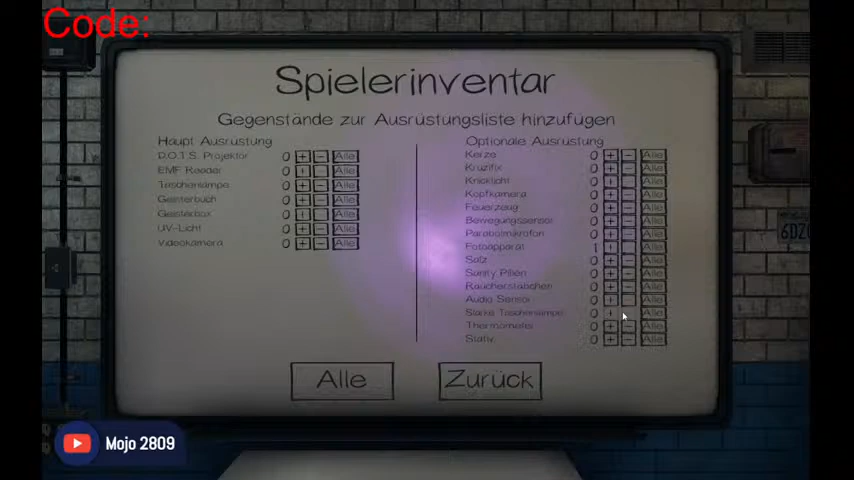 Code:
Spielerinventar
Gegenstände zur Ausrüstungsliste hinzufügen
Haupt Ausrüstung
D.O.T.S. Projektor 0 + - Alle
EMF Reader 0 + - Alle
Taschenlampe 0 + - Alle
Geisterbuch 0 + - Alle
Geisterbox 0 + - Alle
UV-Licht 0 + - Alle
Videokamera 0 + - Alle
Optionale Ausrüstung
Kerze 0 + - Alle
Kruzifix 0 + - Alle
Knicklicht 0 + - Alle
Kopfkamera 0 + - Alle
Feuerzeug 0 + - Alle
Bewegungssensor 0 + - Alle
Parabolmikrofon 0 + - Alle
Fotoapparat 1 + - Alle
Salz 0 + - Alle
Sanity Pillen 0 + - Alle
Räucherstäbchen 0 + - Alle
Audio Sensor 0 + - Alle
Starke Taschenlampe 0 + Alle
Thermometer 0 + - Alle
Stativ 0 + - Alle
Alle
Zurück
Mojo 2809